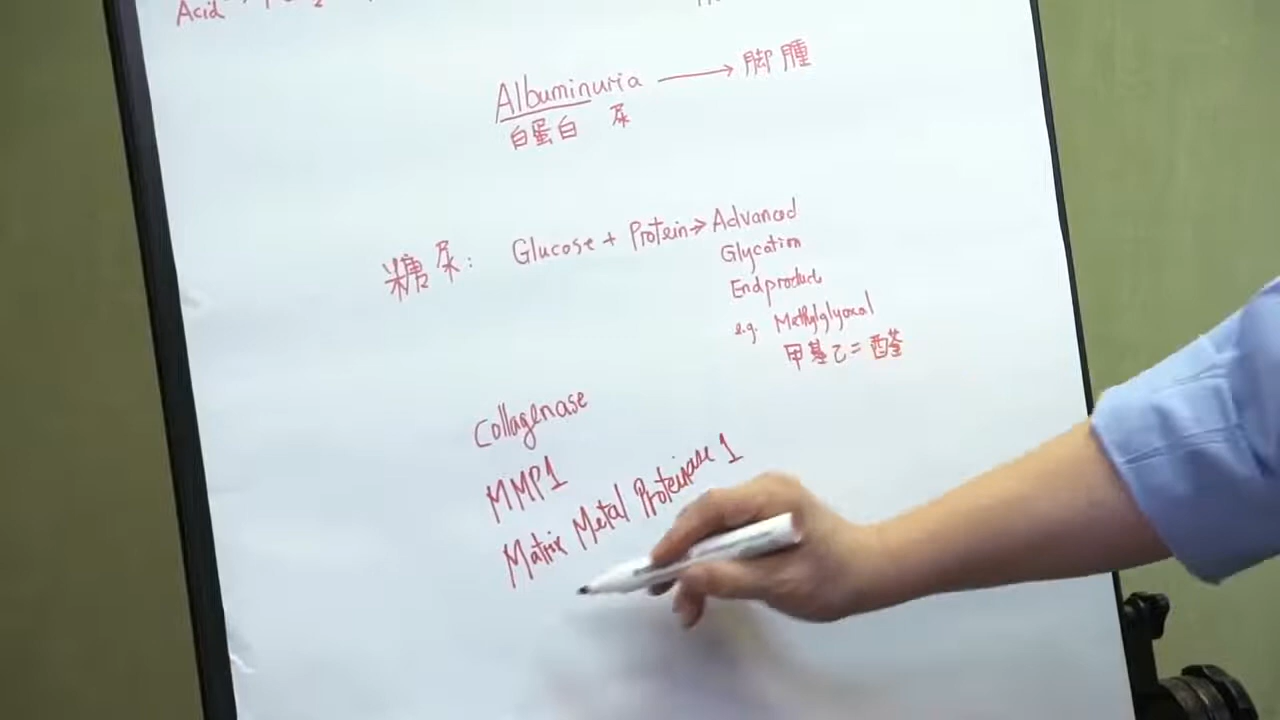 Acid
Albuminuria → 脚腫
白蛋白 尿
糖尿: Glucose + Protein → Advanced
Glycation
Endproduct
e.g. Methylglyoxal
甲基乙二醛
Collagenase
MMP1
Matrix Metal Proteinase 1